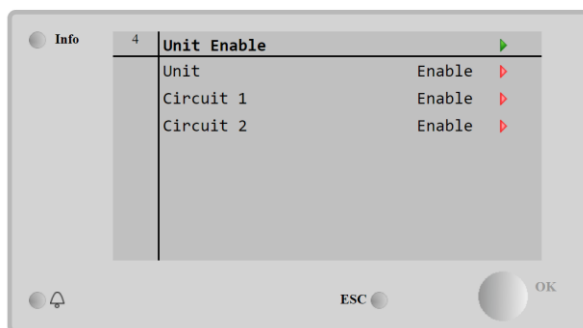 Info
4 Unit Enable
Unit Enable
Circuit 1 Enable
Circuit 2 Enable
ESC
OK